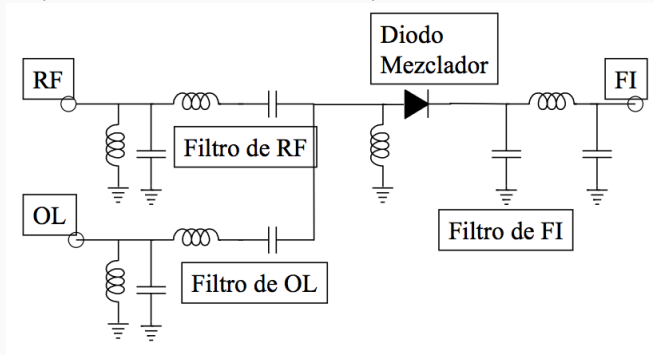 Diodo
Mezclador
RF
FI
Filtro de RF
OL
Filtro de FI
Filtro de OL